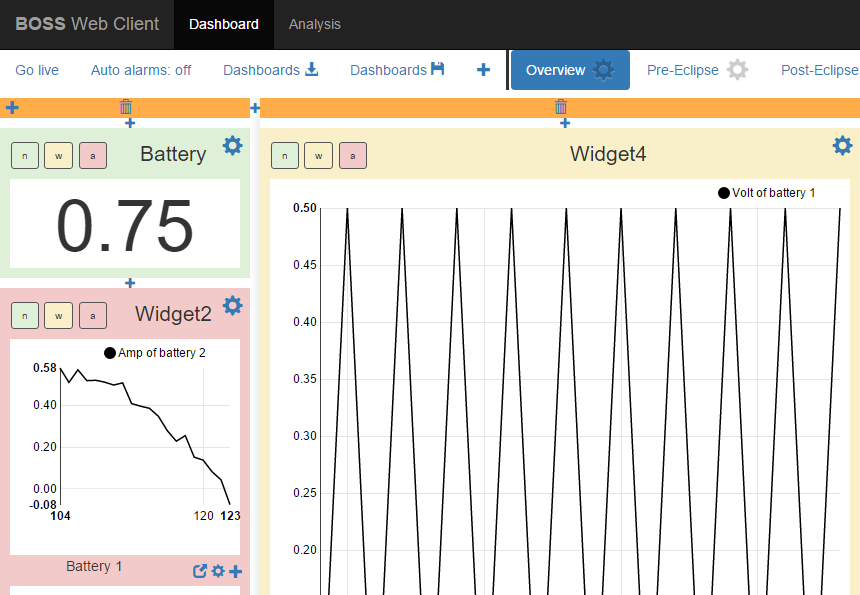 BOSS Web Client Dashboard Analysis
Go live Auto alarms: off Dashboards Dashboards Overview Pre-Eclipse Post-Eclipse
n w a Battery
0.75
n w a Widget2
Amp of battery 2
0.58
0.40
0.20
0.00
-0.08
104 120 123
Battery 1
n w a Widget4
Volt of battery 1
0.50
0.45
0.40
0.35
0.30
0.25
0.20